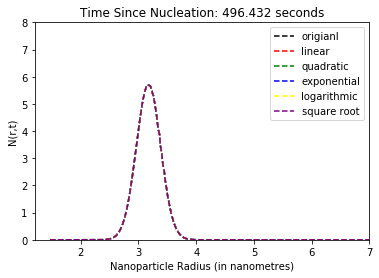 Time Since Nucleation: 496.432 seconds
8
7
6
5
4
3
2
1
0
N(r,t)
origianl
linear
quadratic
exponential
logarithmic
square root
2 3 4 5 6 7
Nanoparticle Radius (in nanometres)